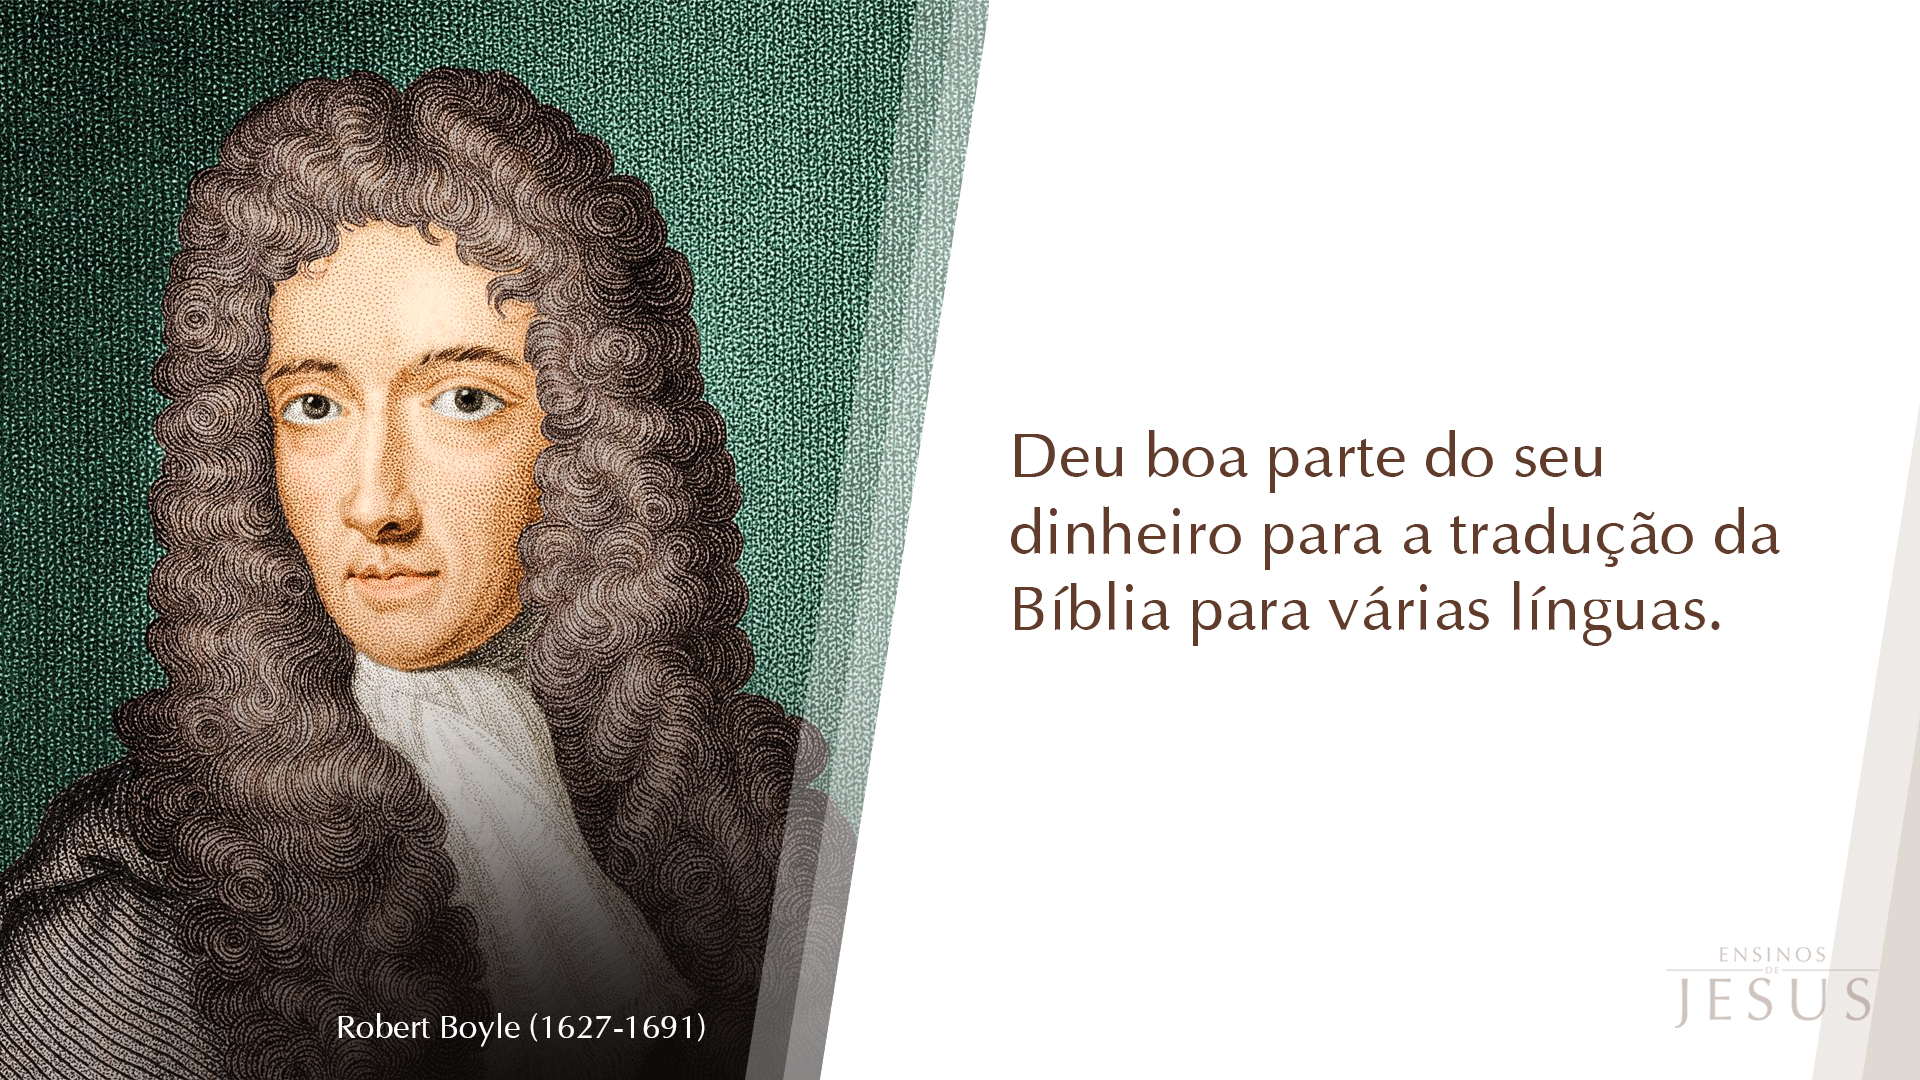 Deu boa parte do seu
dinheiro para a tradução da
Bíblia para várias línguas.
Robert Boyle (1627-1691)
ENSINOS
DE
JESUS